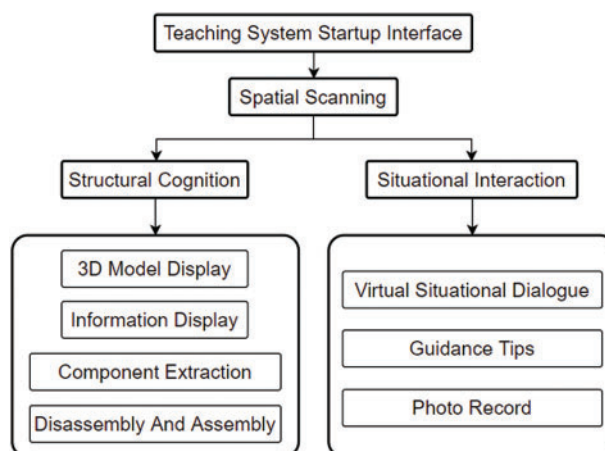 Teaching System Startup Interface
Spatial Scanning
Structural Cognition
Situational Interaction
3D Model Display
Information Display
Component Extraction
Disassembly And Assembly
Virtual Situational Dialogue
Guidance Tips
Photo Record